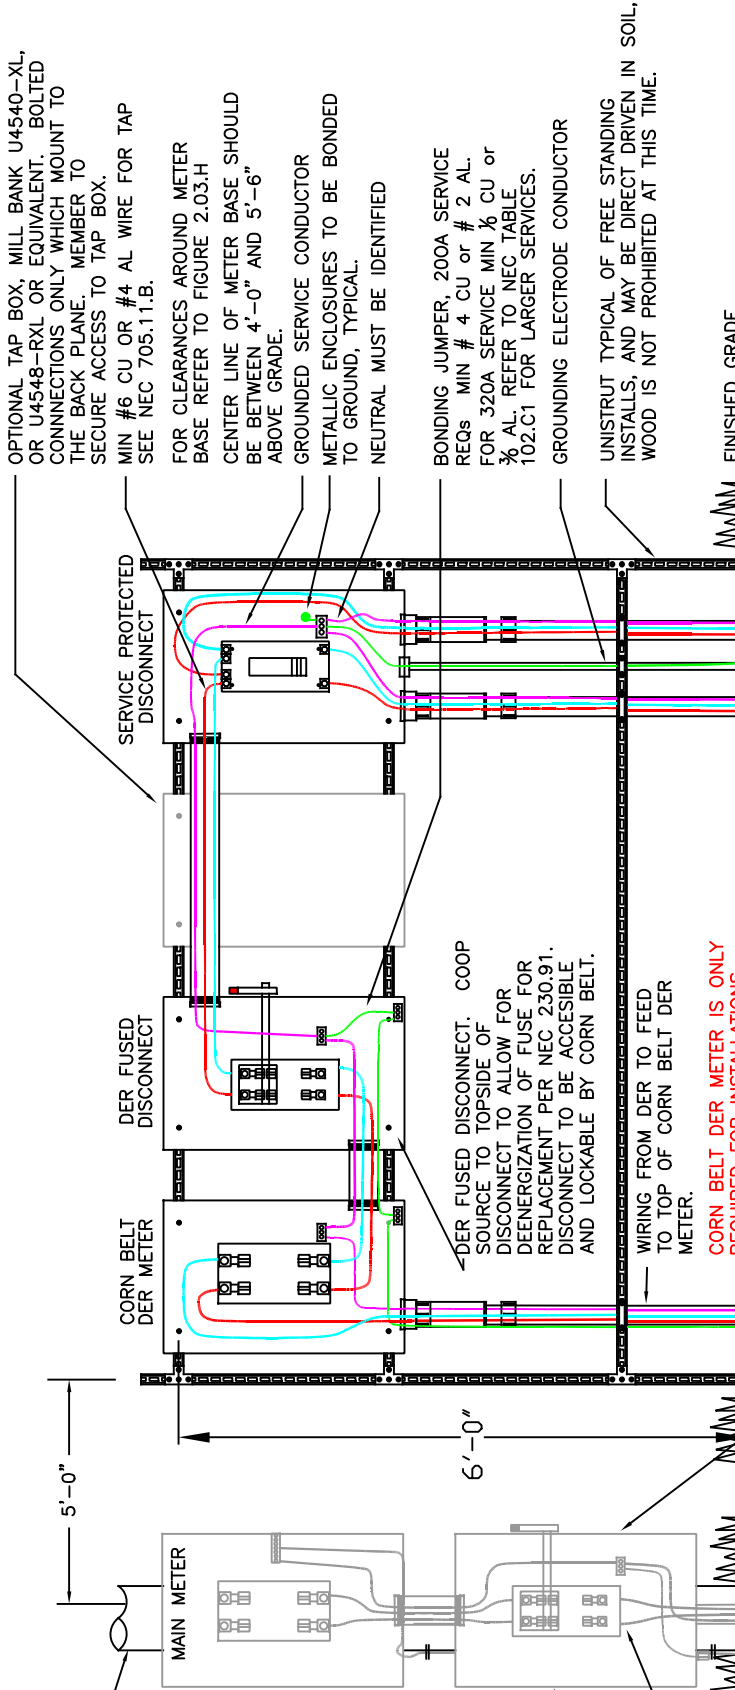 OPTIONAL TAP BOX, MILL BANK U4540-XL,
OR U4548-RXL OR EQUIVALENT. BOLTED
CONNNECTIONS ONLY WHICH MOUNT TO
THE BACK PLANE. MEMBER TO
SECURE ACCESS TO TAP BOX.
MIN #6 CU OR #4 AL WIRE FOR TAP
SEE NEC 705.11.B.
FOR CLEARANCES AROUND METER
BASE REFER TO FIGURE 2.03.H
CENTER LINE OF METER BASE SHOULD
BE BETWEEN 4'-0" AND 5'-6"
ABOVE GRADE.
GROUNDED SERVICE CONDUCTOR
METALLIC ENCLOSURES TO BE BONDED
TO GROUND, TYPICAL.
NEUTRAL MUST BE IDENTIFIED
BONDING JUMPER, 200A SERVICE
REQs MIN # 4 CU or # 2 AL.
FOR 320A SERVICE MIN 1/0 CU or
3/0 AL. REFER TO NEC TABLE
102.C1 FOR LARGER SERVICES.
GROUNDING ELECTRODE CONDUCTOR
UNISTRUT TYPICAL OF FREE STANDING
INSTALLS, AND MAY BE DIRECT DRIVEN IN SOIL,
WOOD IS NOT PROHIBITED AT THIS TIME.
FINISHED GRADE
SERVICE PROTECTED
DISCONNECT
DER FUSED
DISCONNECT
CORN BELT
DER METER
DER FUSED DISCONNECT. COOP
SOURCE TO TOPSIDE OF
DISCONNECT TO ALLOW FOR
DEENERGIZATION OF FUSE FOR
REPLACEMENT PER NEC 230.91.
DISCONNECT TO BE ACCESIBLE
AND LOCKABLE BY CORN BELT.
WIRING FROM DER TO FEED
TO TOP OF CORN BELT DER
METER.
CORN BELT DER METER IS ONLY
REQUIRED FOR INSTALLATIONS
5'-0"
6'-0"
MAIN METER